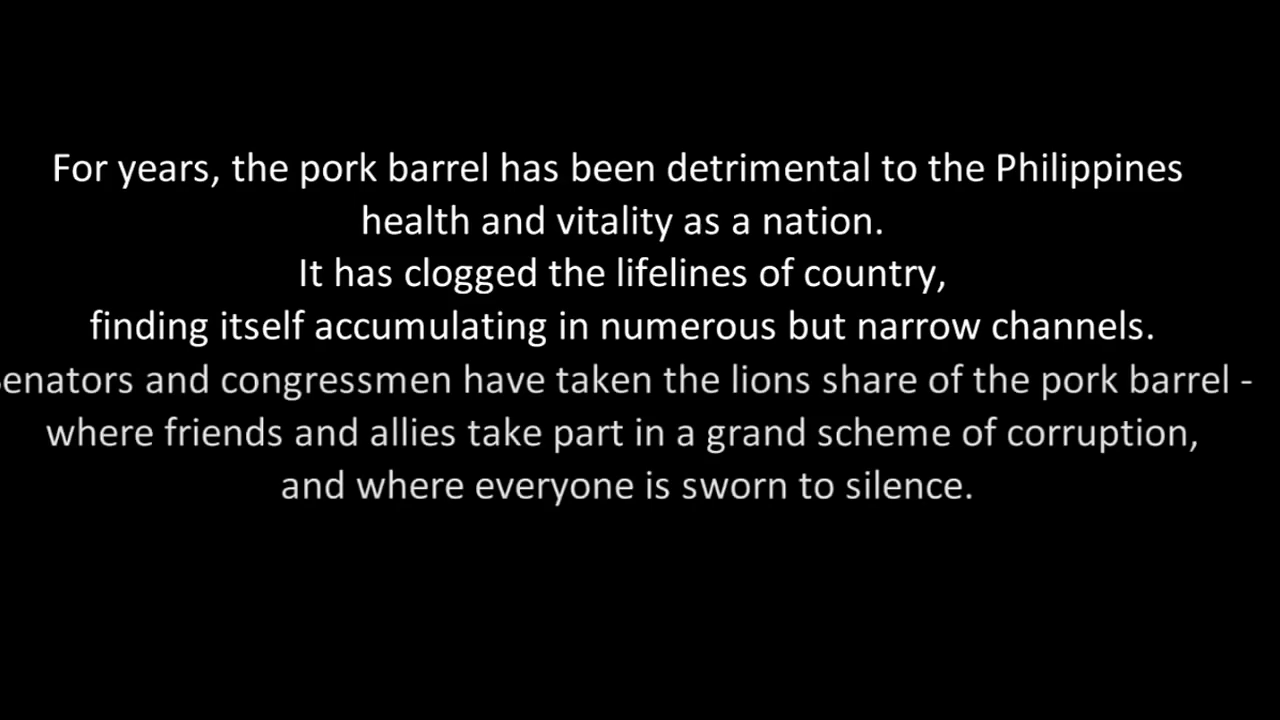 For years, the pork barrel has been detrimental to the Philippines
health and vitality as a nation.
It has clogged the lifelines of country,
finding itself accumulating in numerous but narrow channels.
enators and congressmen have taken the lions share of the pork barrel -
where friends and allies take part in a grand scheme of corruption,
and where everyone is sworn to silence.